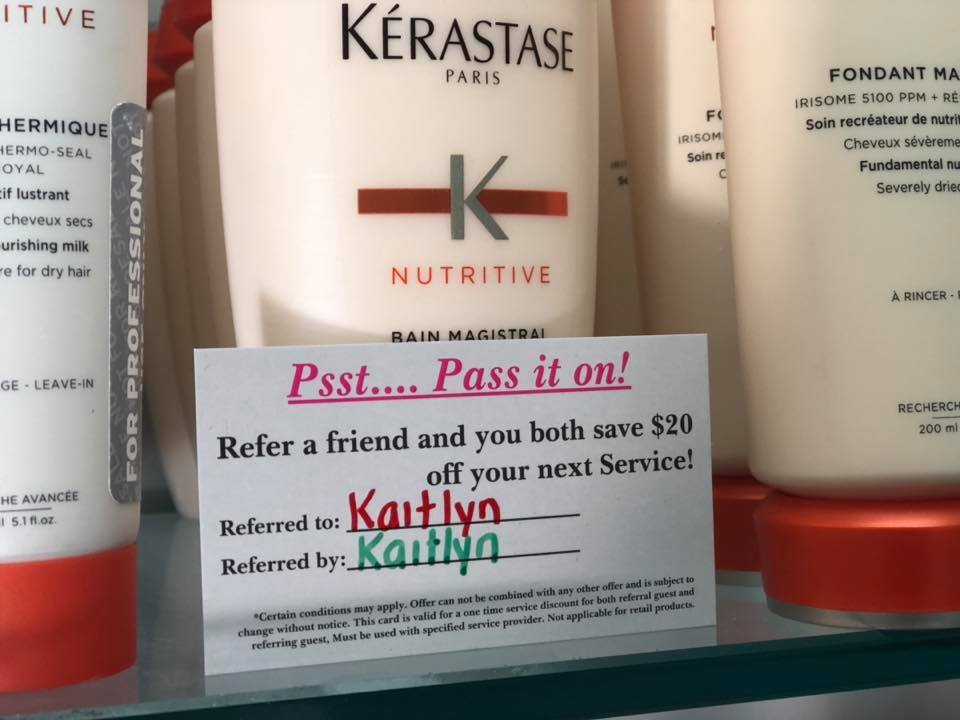 ITIVE
HERMIQUE
HERMO-SEAL
OYAL
tif lustrant
cheveux secs
urishing milk
re for dry hair
GE - LEAVE-IN
HE AVANCÉE
5.1 fl.oz.
FOR PROFESSIONAL
KÉRASTASE
PARIS
K
NUTRITIVE
BAIN MAGISTRAL
IRISOM
Soin re
FONDANT MA
IRISOME 5100 PPM + RÉ
Soin recréateur de nutrit
Cheveux sévèreme
Fundamental nu
Severely dried
À RINCER -
RECHERCH
200 ml
Psst.... Pass it on!
Refer a friend and you both save $20
off your next Service!
Referred to: Kaitlyn
Referred by: Kaitlyn
*Certain conditions may apply. Offer can not be combined with any other offer and is subject to
change without notice. This card is valid for a one time service discount for both referral guest and
referring guest, Must be used with specified service provider. Not applicable for retail products.